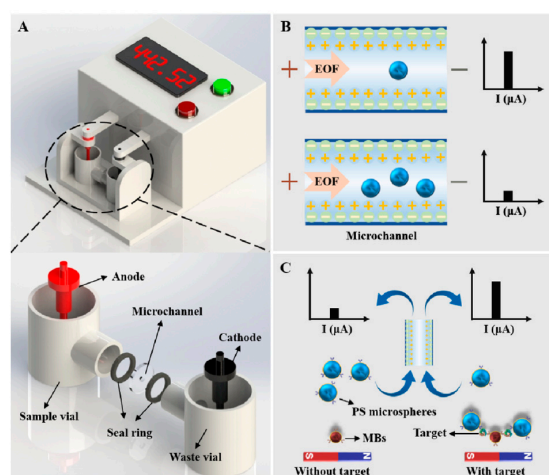 A
442.52
Anode
Microchannel
Cathode
Sample vial
Seal ring
Waste vial
B
+ EOF −
I (μA)
+ EOF −
I (μA)
Microchannel
C
I (μA)
I (μA)
PS microspheres
Target
MBs
S N
S N
Without target
With target